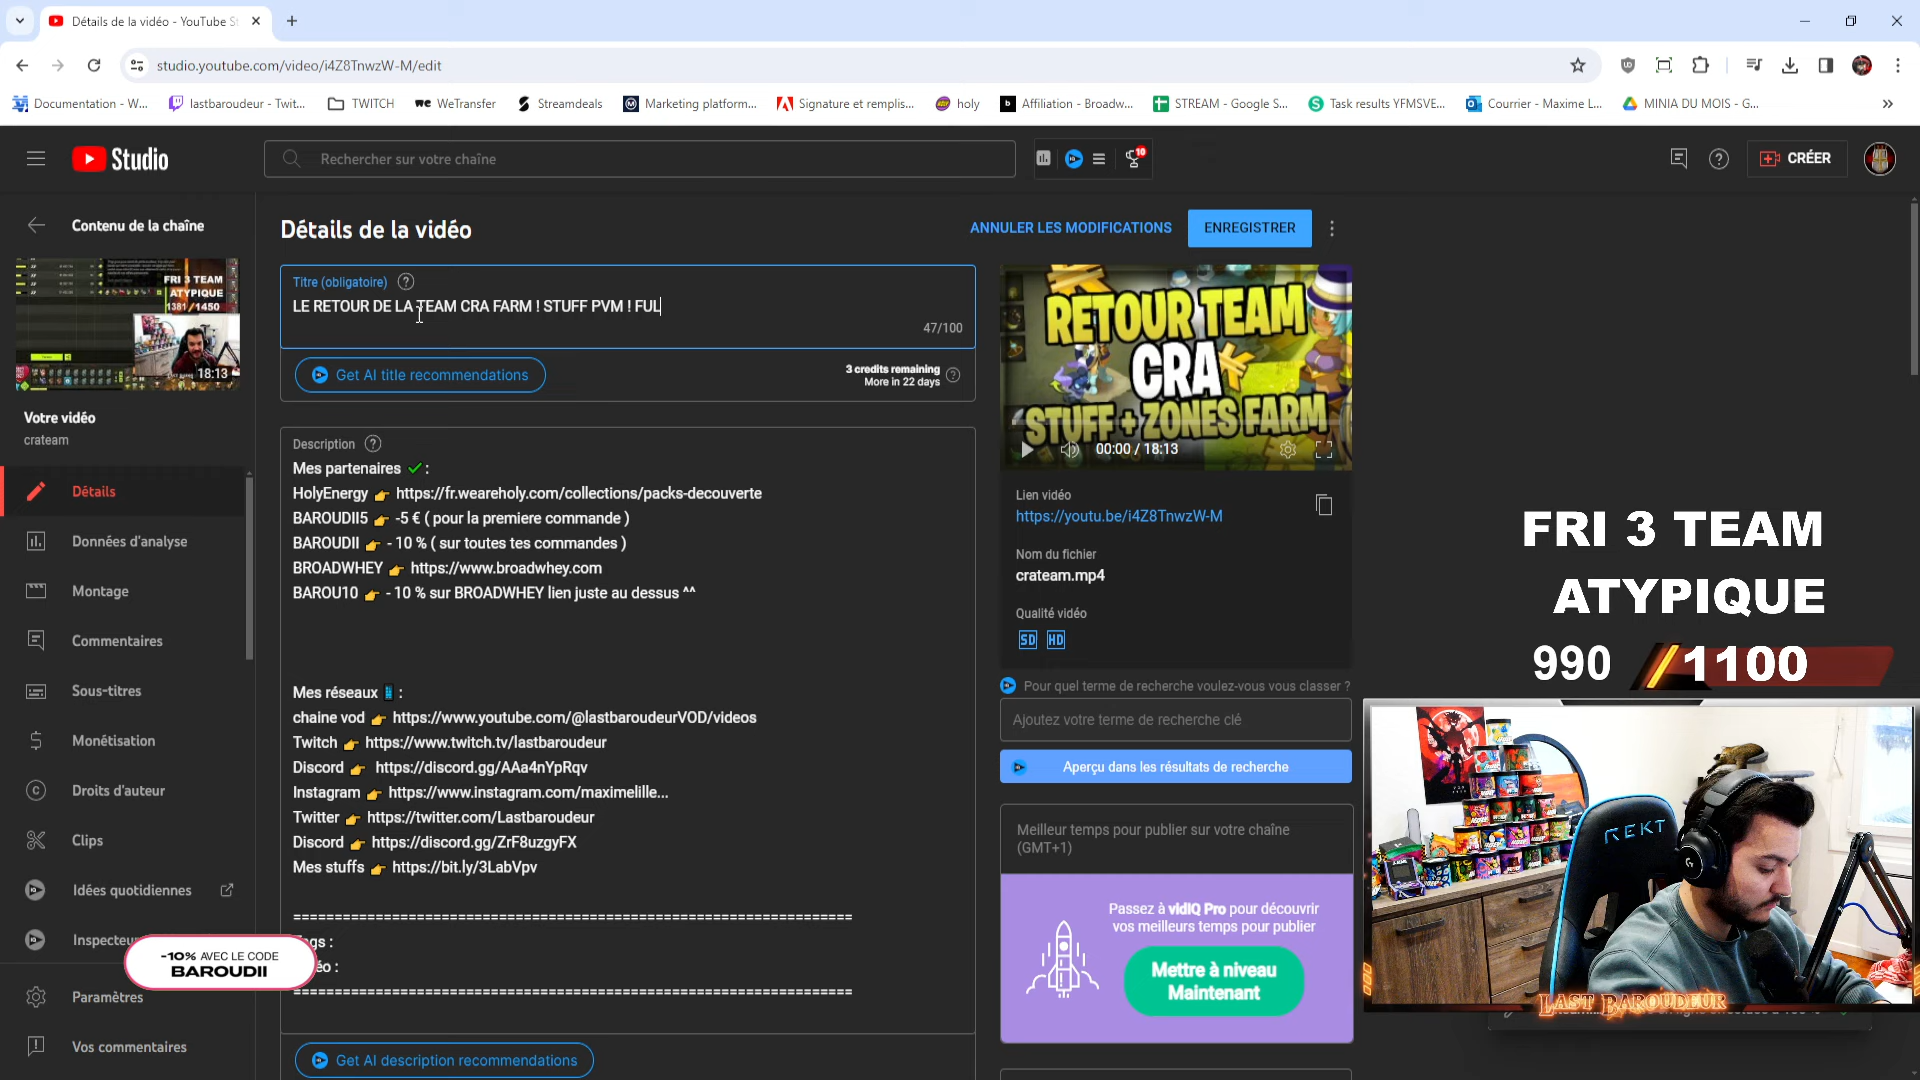 Détails de la vidéo - YouTube S
studio.youtube.com/video/i4Z8TnwzW-M/edit
Documentation - W...
lastbaroudeur - Twit...
TWITCH
WeTransfer
Streamdeals
Marketing platform...
Signature et remplis...
holy
Affiliation - Broadw...
STREAM - Google S...
Task results YFMSVE...
Courrier - Maxime L...
MINIA DU MOIS - G...
Studio
Rechercher sur votre chaîne
10
CRÉER
Contenu de la chaîne
FRI 3 TEAM
ATYPIQUE
1381/1450
18:13
Votre vidéo
crateam
Détails
Données d'analyse
Montage
Commentaires
Sous-titres
Monétisation
Droits d'auteur
Clips
Idées quotidiennes
Inspecteu
Paramètres
Vos commentaires
-10% AVEC LE CODE
BAROUDII
Détails de la vidéo
ANNULER LES MODIFICATIONS
ENREGISTRER
Titre (obligatoire)
LE RETOUR DE LA TEAM CRA FARM ! STUFF PVM ! FUL
47/100
Get AI title recommendations
3 credits remaining
More in 22 days
Description
Mes partenaires ✔ :
HolyEnergy 👉 https://fr.weareholy.com/collections/packs-decouverte
BAROUDII5 👉 -5 € ( pour la premiere commande )
BAROUDII 👉 - 10 % ( sur toutes tes commandes )
BROADWHEY 👉 https://www.broadwhey.com
BAROU10 👉 - 10 % sur BROADWHEY lien juste au dessus ^^
Mes réseaux 📱 :
chaine vod 👉 https://www.youtube.com/@lastbaroudeurVOD/videos
Twitch 👉 https://www.twitch.tv/lastbaroudeur
Discord 👉 https://discord.gg/AAa4nYpRqv
Instagram 👉 https://www.instagram.com/maximelille...
Twitter 👉 https://twitter.com/Lastbaroudeur
Discord 👉 https://discord.gg/ZrF8uzgyFX
Mes stuffs 👉 https://bit.ly/3LabVpv
====================================================================
gs :
éo :
====================================================================
Get AI description recommendations
RETOUR TEAM
CRA
STUFF + ZONES FARM
00:00 / 18:13
Lien vidéo
https://youtu.be/i4Z8TnwzW-M
Nom du fichier
crateam.mp4
Qualité vidéo
SD HD
Pour quel terme de recherche voulez-vous vous classer ?
Ajoutez votre terme de recherche clé
Aperçu dans les résultats de recherche
Meilleur temps pour publier sur votre chaîne
(GMT+1)
Passez à vidIQ Pro pour découvrir
vos meilleurs temps pour publier
Mettre à niveau
Maintenant
FRI 3 TEAM
ATYPIQUE
990 / 1100
REKT
LAST BAROUDEUR